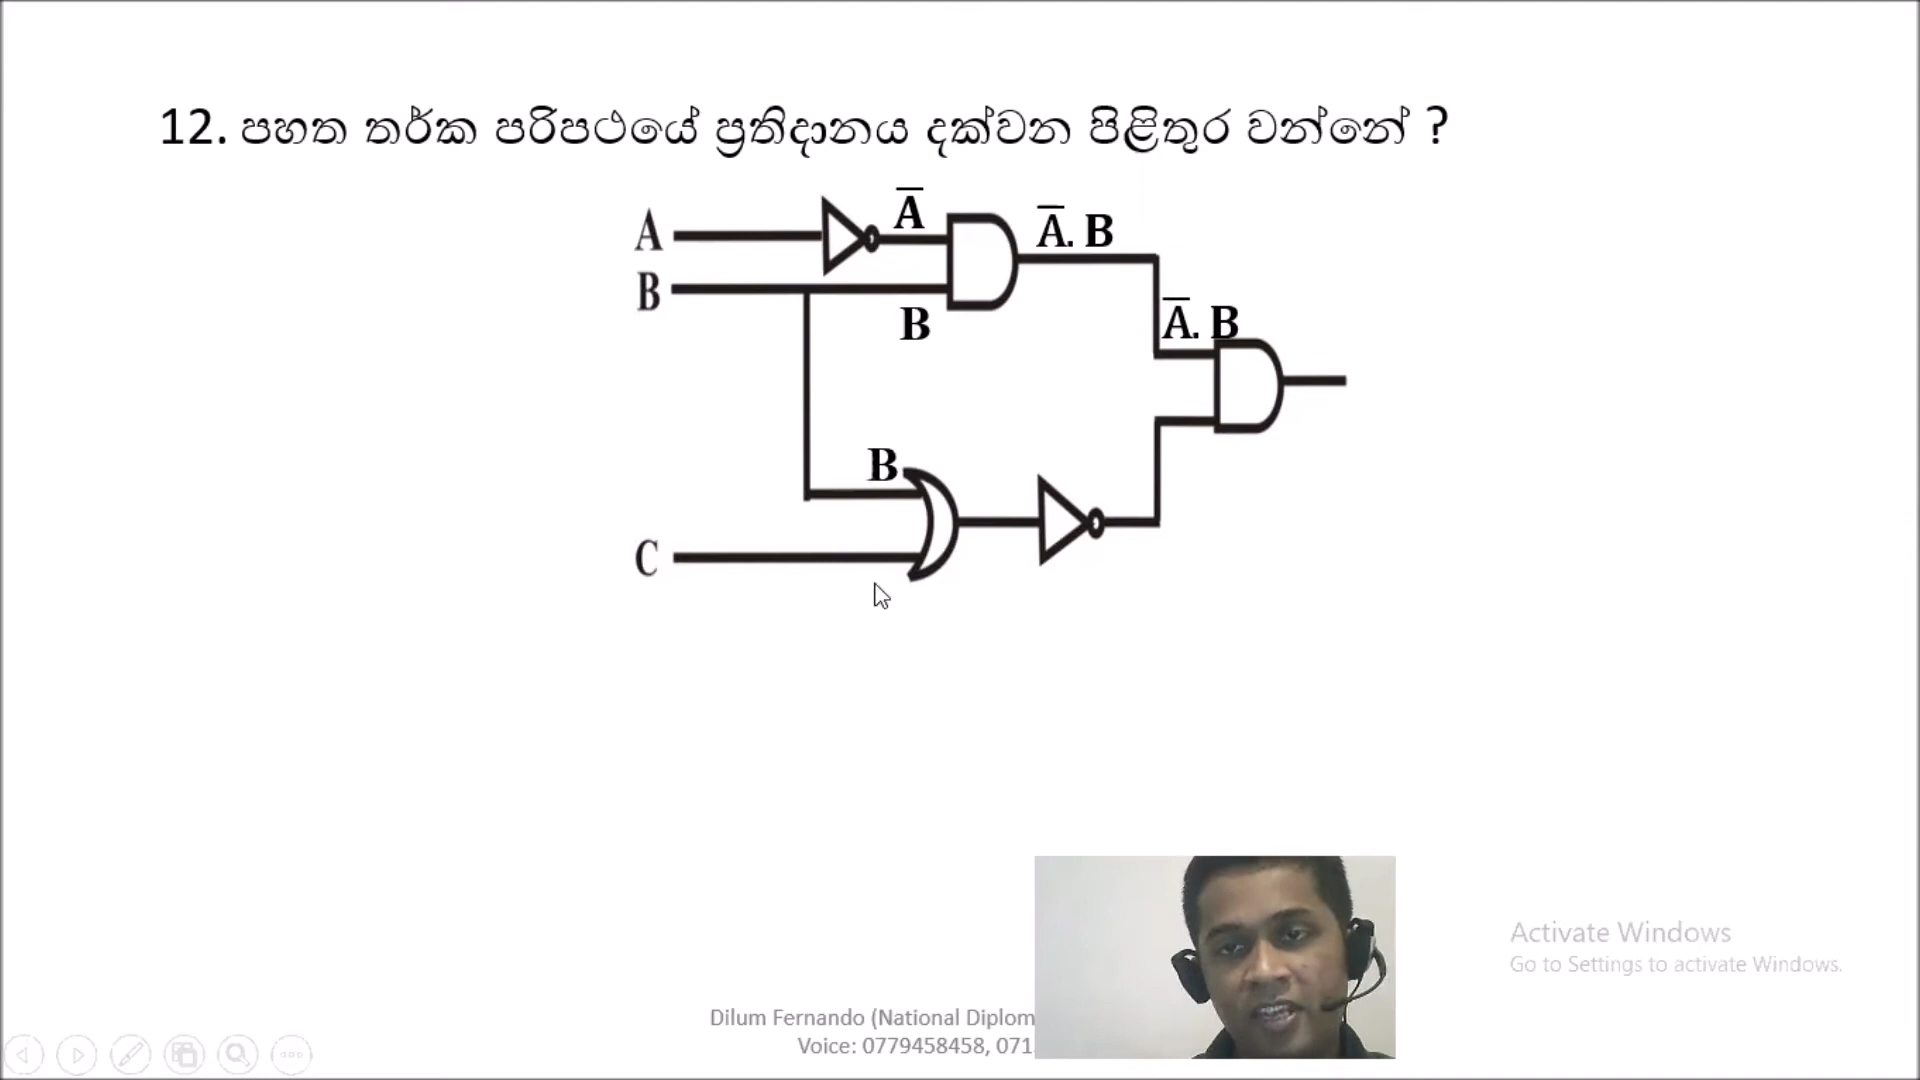 12. පහත තර්ක පරිපථයේ ප්‍රතිදානය දක්වන පිළිතුර වන්නේ ?
A
A̅
A̅. B
B
B
A̅. B
B
C
Activate Windows
Go to Settings to activate Windows.
Dilum Fernando (National Diplom
Voice: 0779458458, 071